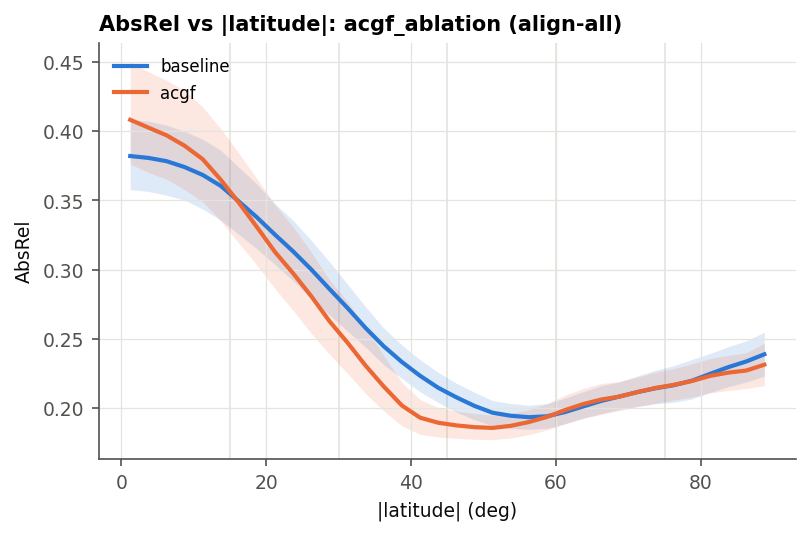 AbsRel vs |latitude|: acgf_ablation (align-all)
baseline
acgf
0.45
0.40
0.35
0.30
0.25
0.20
AbsRel
0
20
40
60
80
|latitude| (deg)